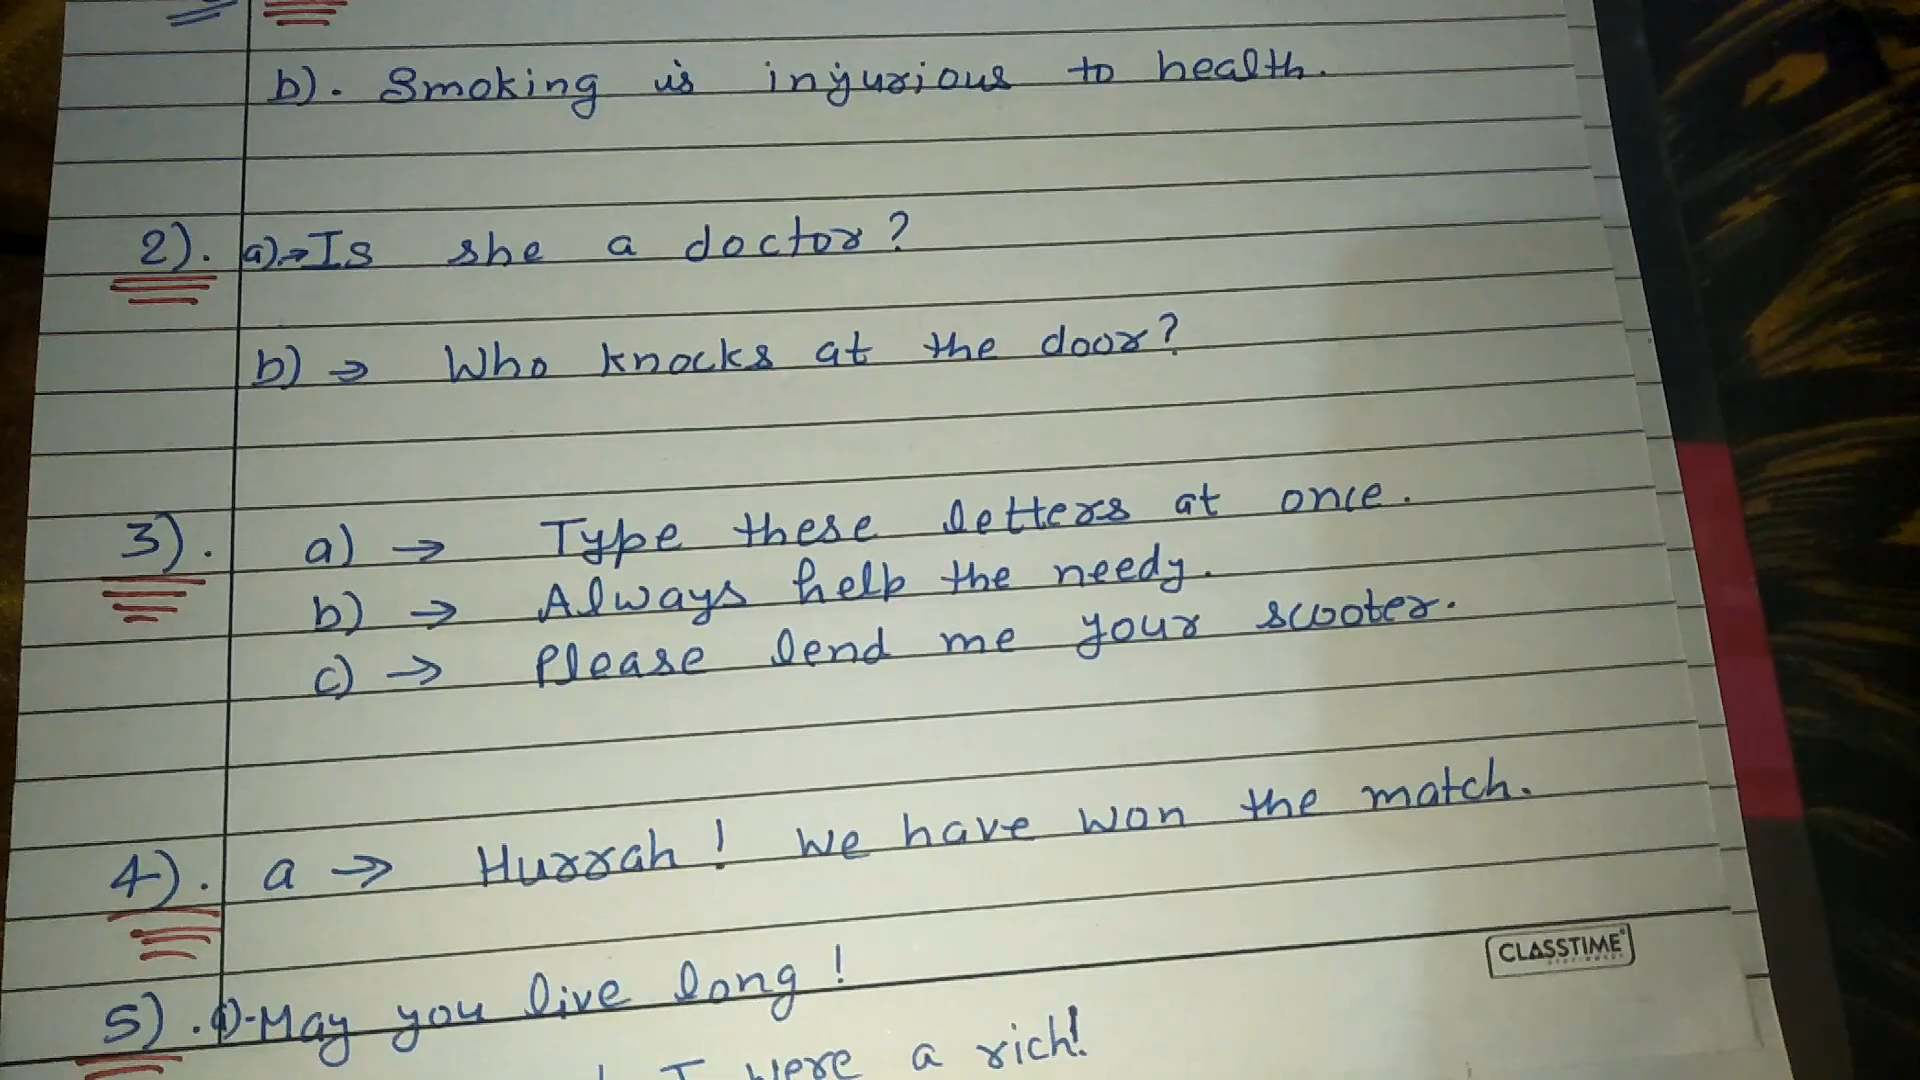 b). Smoking is injurious to health.
2). a).→ Is she a doctor?
b) → Who knocks at the door?
3). a) → Type these letters at once.
b) → Always help the needy.
c) → Please lend me your scooter.
4). a → Hurrah! We have won the match.
CLASSTIME
5). a)-May you live long!
I were a rich!